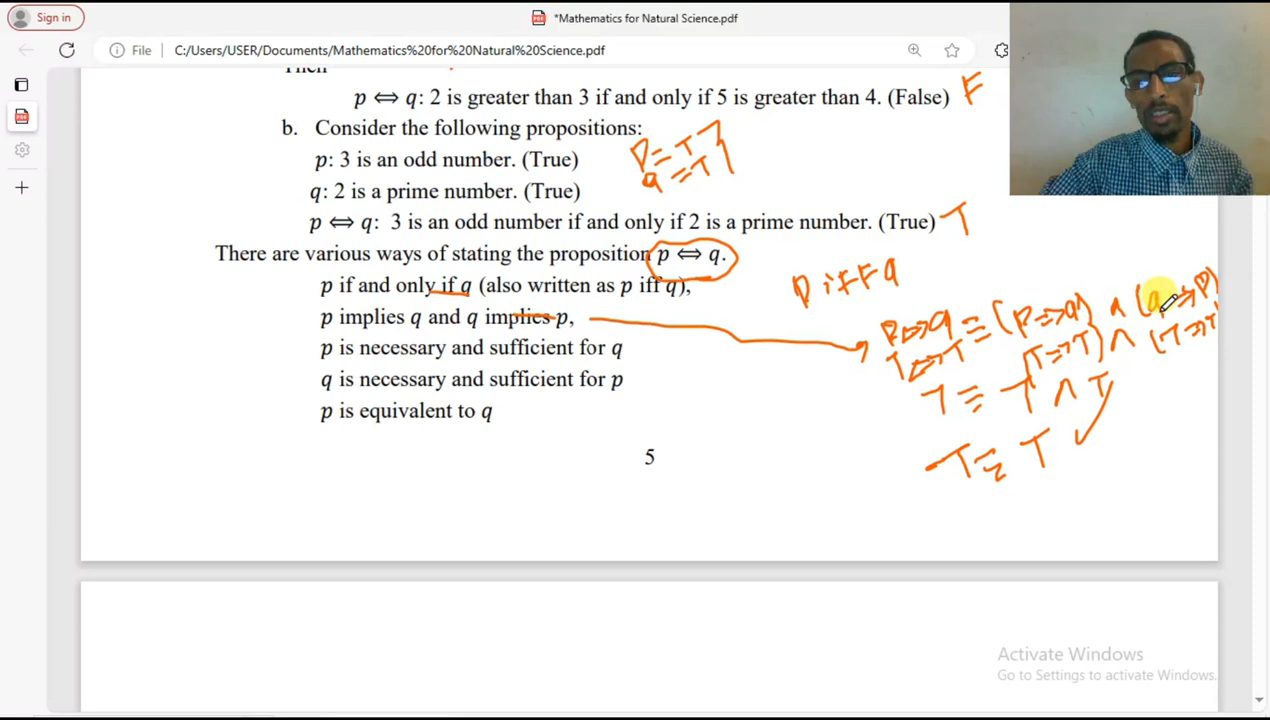 Sign in
*Mathematics for Natural Science.pdf
File C:/Users/USER/Documents/Mathematics%20for%20Natural%20Science.pdf
Then
p ⟺ q: 2 is greater than 3 if and only if 5 is greater than 4. (False) F
b. Consider the following propositions:
p: 3 is an odd number. (True) P = T
q: 2 is a prime number. (True) q = T
p ⟺ q: 3 is an odd number if and only if 2 is a prime number. (True) T
There are various ways of stating the proposition p ⟺ q.
p if and only if q (also written as p iff q), P iFF q
p implies q and q implies p, P⟺q ≡ (P⟹q) ∧ (q⟹P)
T⟺T (T⟹T) ∧ (T⟹T)
p is necessary and sufficient for q
q is necessary and sufficient for p T ≡ T ∧ T
p is equivalent to q
T ≡ T
5
Activate Windows
Go to Settings to activate Windows.